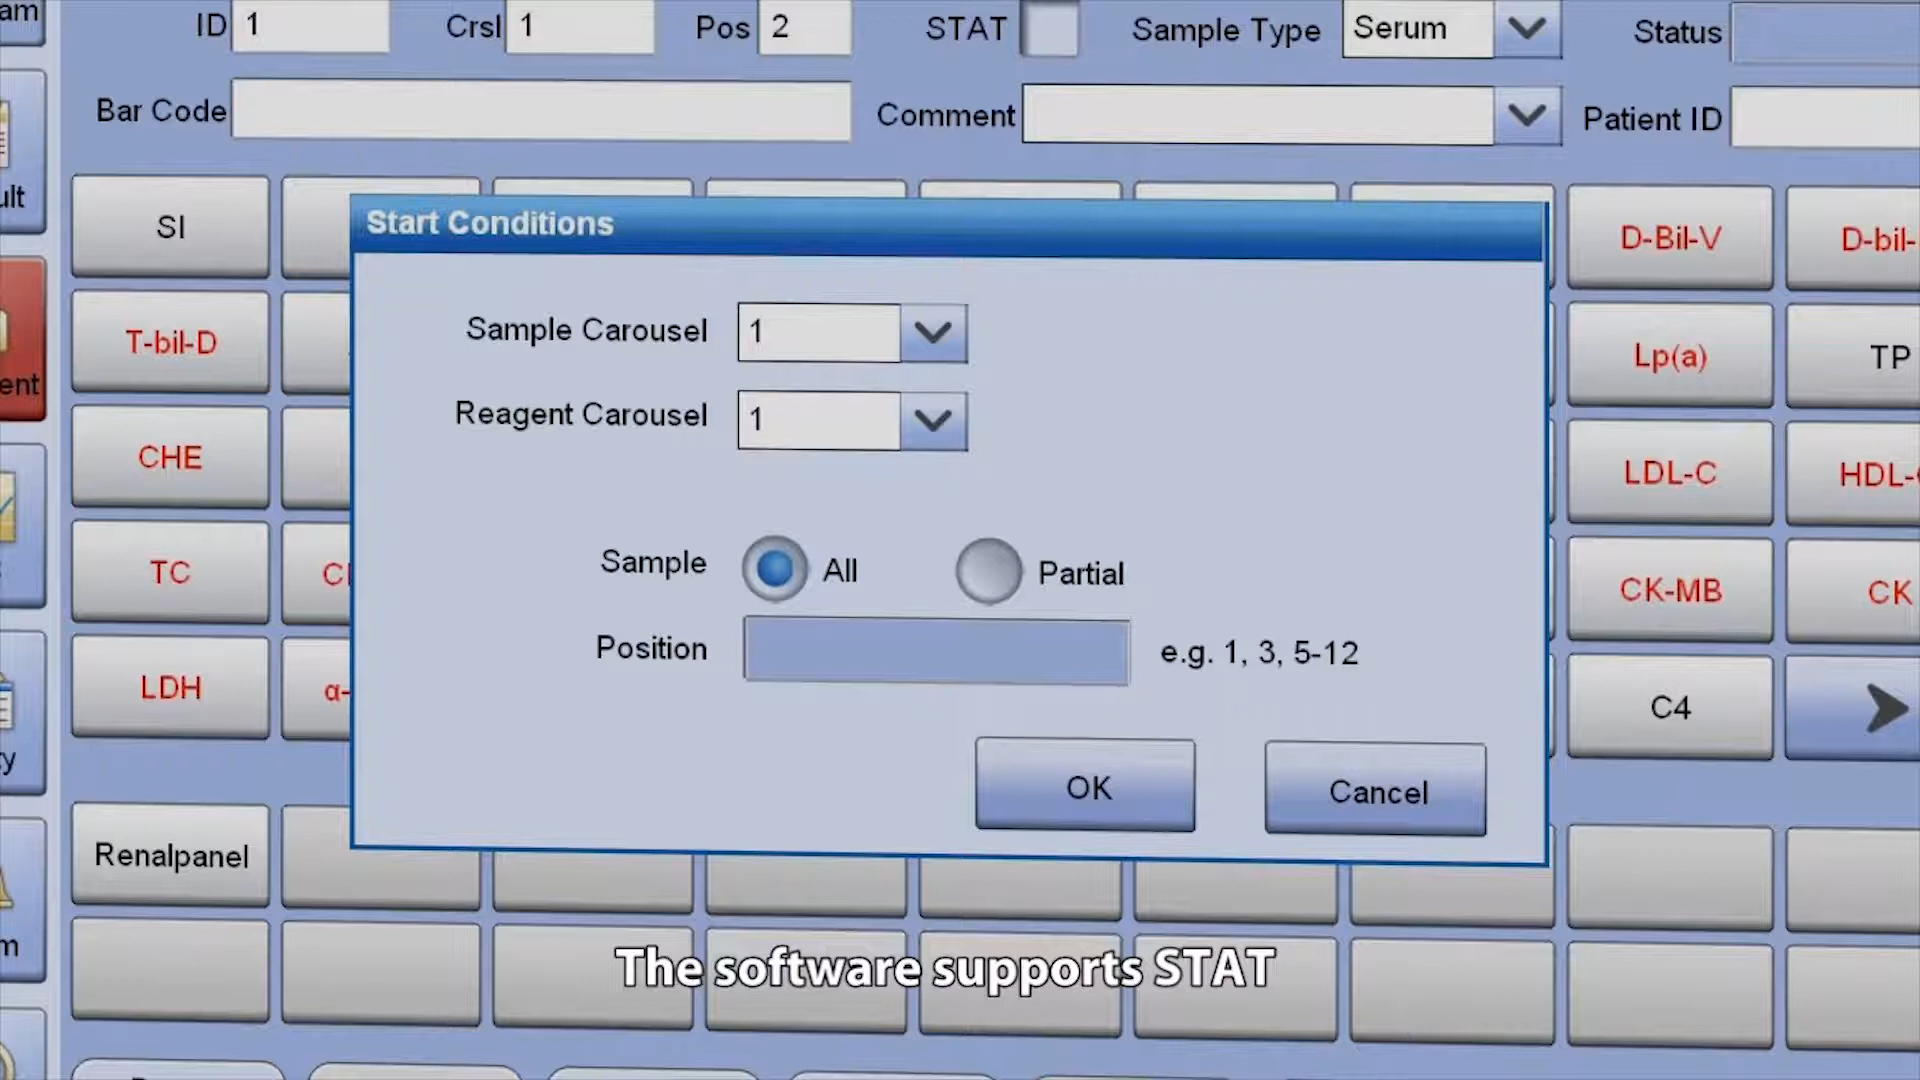 am
ID 1 Crsl 1 Pos 2 STAT Sample Type Serum Status
Bar Code Comment Patient ID
ult
SI D-Bil-V D-bil-
Start Conditions
T-bil-D Lp(a) TP
Sample Carousel 1
ent
Reagent Carousel 1
CHE LDL-C HDL-
TC CK-MB CK
Sample All Partial
Position e.g. 1, 3, 5-12
LDH α- C4
y
OK Cancel
Renalpanel
m
The software supports STAT